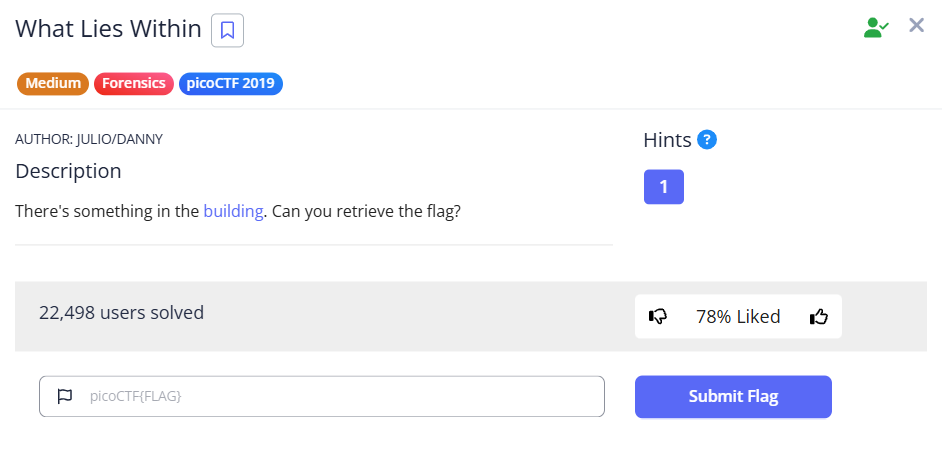 What Lies Within
Medium Forensics picoCTF 2019
AUTHOR: JULIO/DANNY
Description
There's something in the building. Can you retrieve the flag?
Hints ?
1
22,498 users solved
78% Liked
picoCTF{FLAG}
Submit Flag